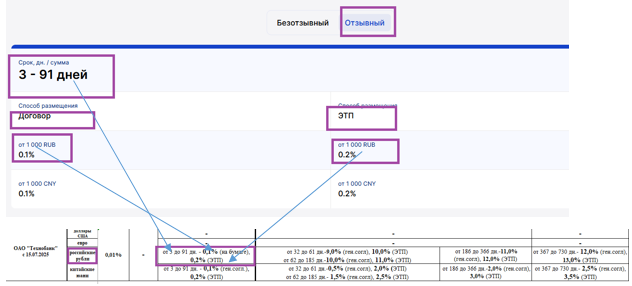 Безотзывный Отзывный
Срок, дн. / сумма
3 - 91 дней
Способ размещения Способ размещения
Договор ЭТП
от 1 000 RUB от 1 000 RUB
0.1% 0.2%
от 1 000 CNY от 1 000 CNY
0.1% 0.2%
доллары
США - - - -
евро - - - -
ОАО "Технобанк"
с 15.07.2025
российские
рубли 0,01% -
от 3 до 91 дн. - 0,1% (на бумаге),
0,2% (ЭТП)
от 32 до 61 дн.-9,0% (ген.согл), 10,0% (ЭТП)
от 62 до 185 дн.-10,0% (ген.согл), 11,0% (ЭТП)
от 186 до 366 дн.-11,0%
(ген.согл), 12,0% (ЭТП)
от 367 до 730 дн.- 12,0% (ген.согл),
13,0% (ЭТП)
китайские
юани
от 3 до 91 дн. - 0,1% (ген.согл.),
0,2% (ЭТП)
от 32 до 61 дн.-0,5% (ген.согл), 2,0% (ЭТП)
от 62 до 185 дн.- 1,5% (ген.согл), 2,5% (ЭТП)
от 186 до 366 дн.-2,0% (ген.согл),
3,0% (ЭТП)
от 367 до 730 дн.- 2,5% (ген.согл),
3,5% (ЭТП)